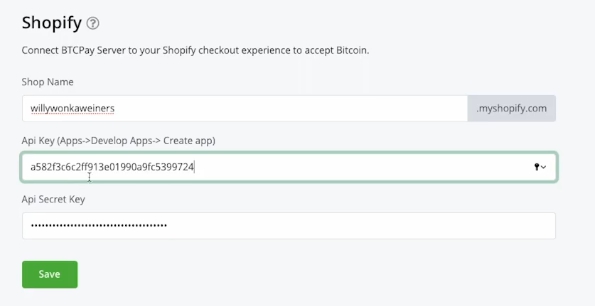 Shopify ?
Connect BTCPay Server to your Shopify checkout experience to accept Bitcoin.
Shop Name
willywonkaweiners .myshopify.com
Api Key (Apps->Develop Apps-> Create app)
a582f3c6c2ff913e01990a9fc5399724
Api Secret Key
Save